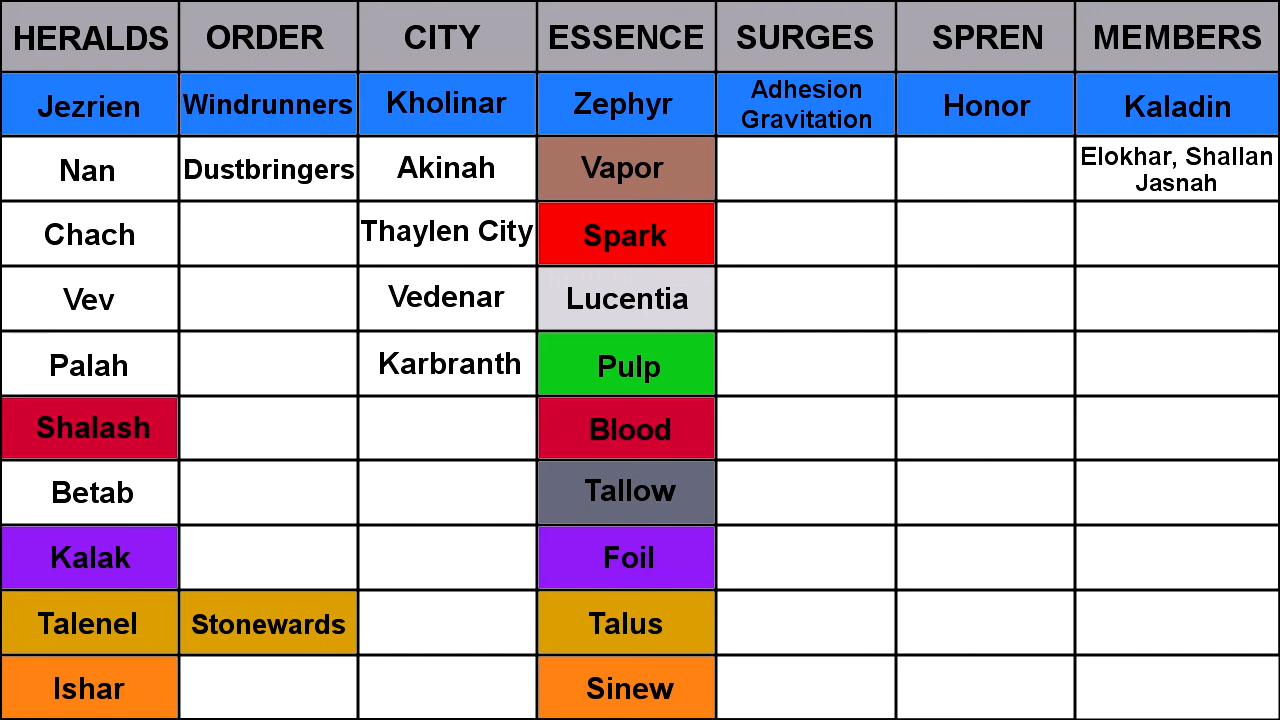 HERALDS ORDER CITY ESSENCE SURGES SPREN MEMBERS
Jezrien Windrunners Kholinar Zephyr Adhesion Gravitation Honor Kaladin
Nan Dustbringers Akinah Vapor Elokhar, Shallan Jasnah
Chach Thaylen City Spark
Vev Vedenar Lucentia
Palah Karbranth Pulp
Shalash Blood
Betab Tallow
Kalak Foil
Talenel Stonewards Talus
Ishar Sinew